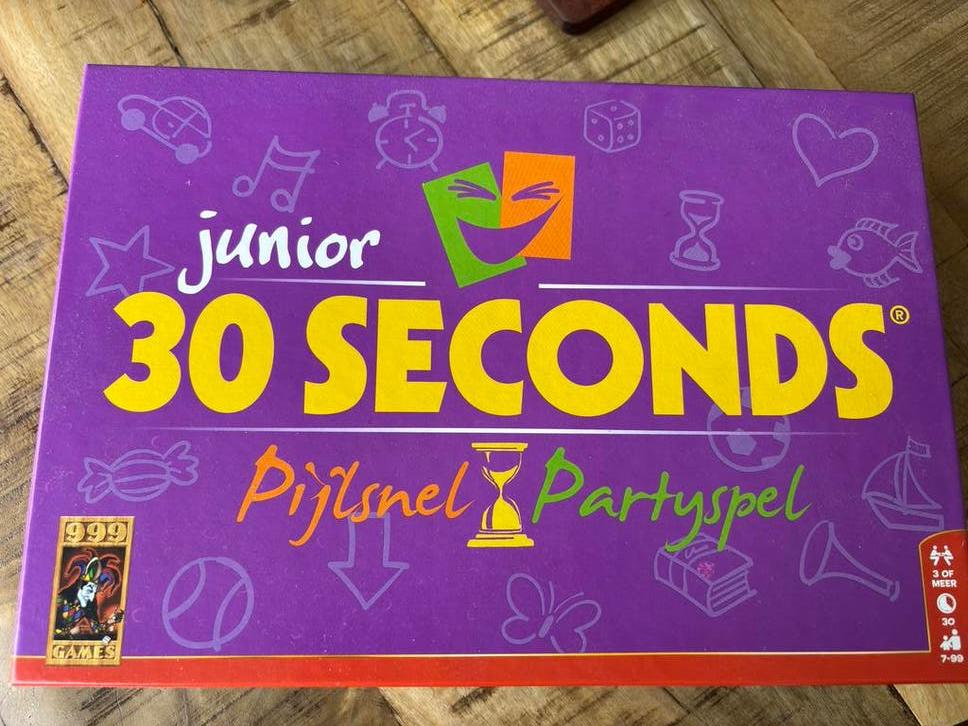 junior
30 SECONDS®
Pijlsnel Partyspel
999
GAMES
3 OF
MEER
30
7-99